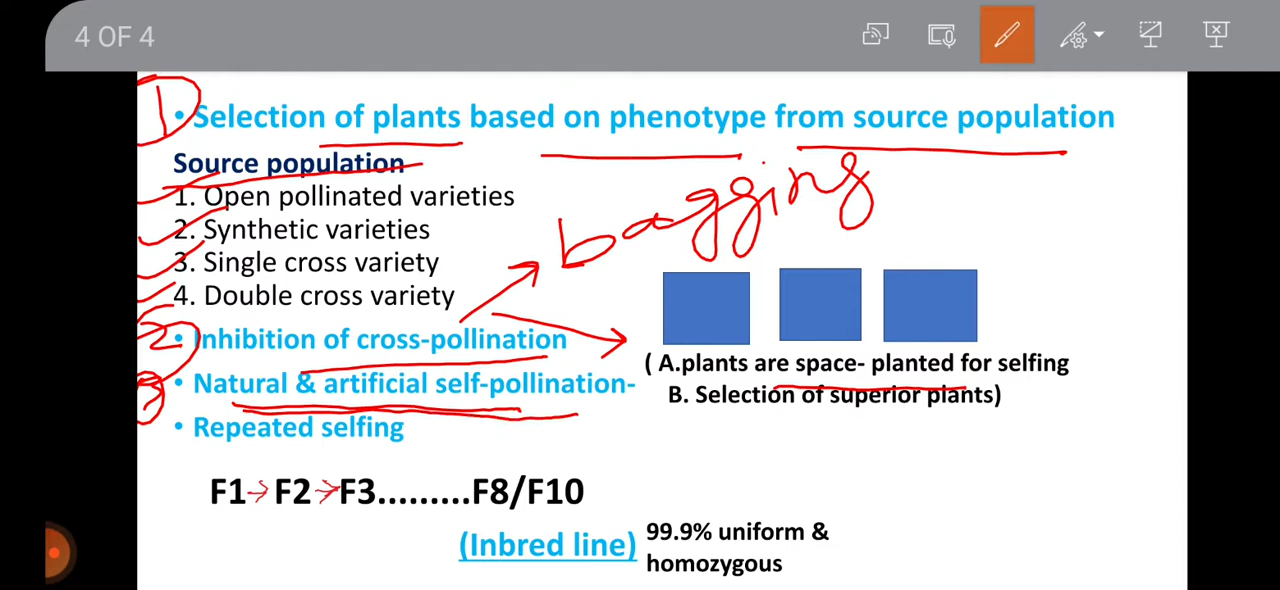 4 OF 4
1
• Selection of plants based on phenotype from source population
Source population
1. Open pollinated varieties
2. Synthetic varieties
3. Single cross variety
4. Double cross variety
bagging
2
• Inhibition of cross-pollination
( A.plants are space- planted for selfing
3
• Natural & artificial self-pollination-
B. Selection of superior plants)
• Repeated selfing
F1→F2→F3.........F8/F10
(Inbred line)
99.9% uniform &
homozygous